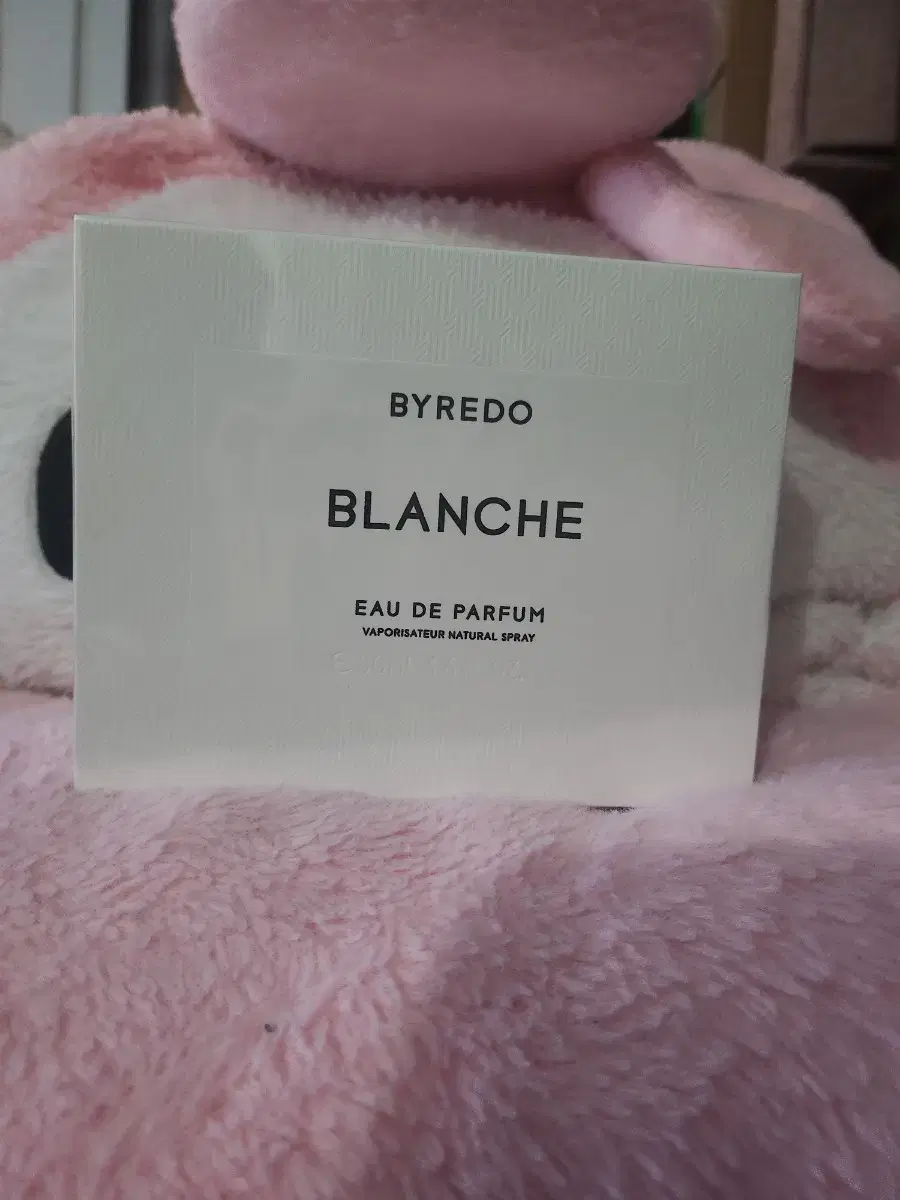 BYREDO
BLANCHE
EAU DE PARFUM
VAPORISATEUR NATURAL SPRAY